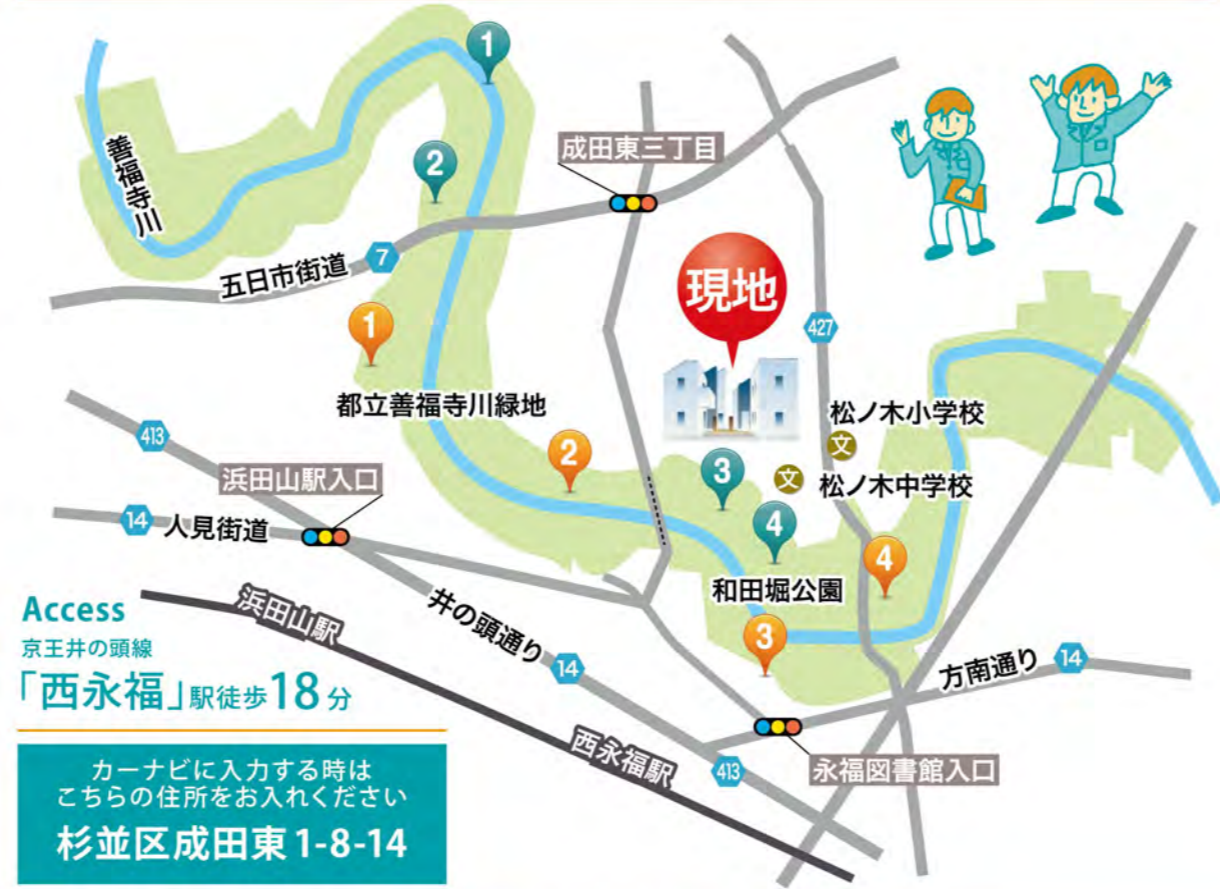 1
2
成田東三丁目
善福寺川
五日市街道
7
現地
427
1
都立善福寺川緑地
松ノ木小学校
文
413
2
3
文
松ノ木中学校
浜田山駅入口
14
人見街道
4
4
和田堀公園
Access
京王井の頭線
「西永福」駅徒歩18分
浜田山駅
井の頭通り
14
3
方南通り
14
西永福駅
413
永福図書館入口
カーナビに入力する時は
こちらの住所をお入れください
杉並区成田東1-8-14